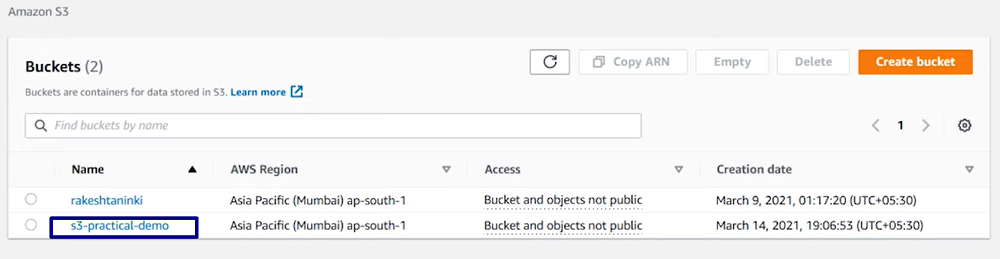 Amazon S3
Buckets (2)
Copy ARN
Empty
Delete
Create bucket
Buckets are containers for data stored in S3. Learn more
Find buckets by name
1
Name AWS Region Access Creation date
rakeshtaninki Asia Pacific (Mumbai) ap-south-1 Bucket and objects not public March 9, 2021, 01:17:20 (UTC+05:30)
s3-practical-demo Asia Pacific (Mumbai) ap-south-1 Bucket and objects not public March 14, 2021, 19:06:53 (UTC+05:30)